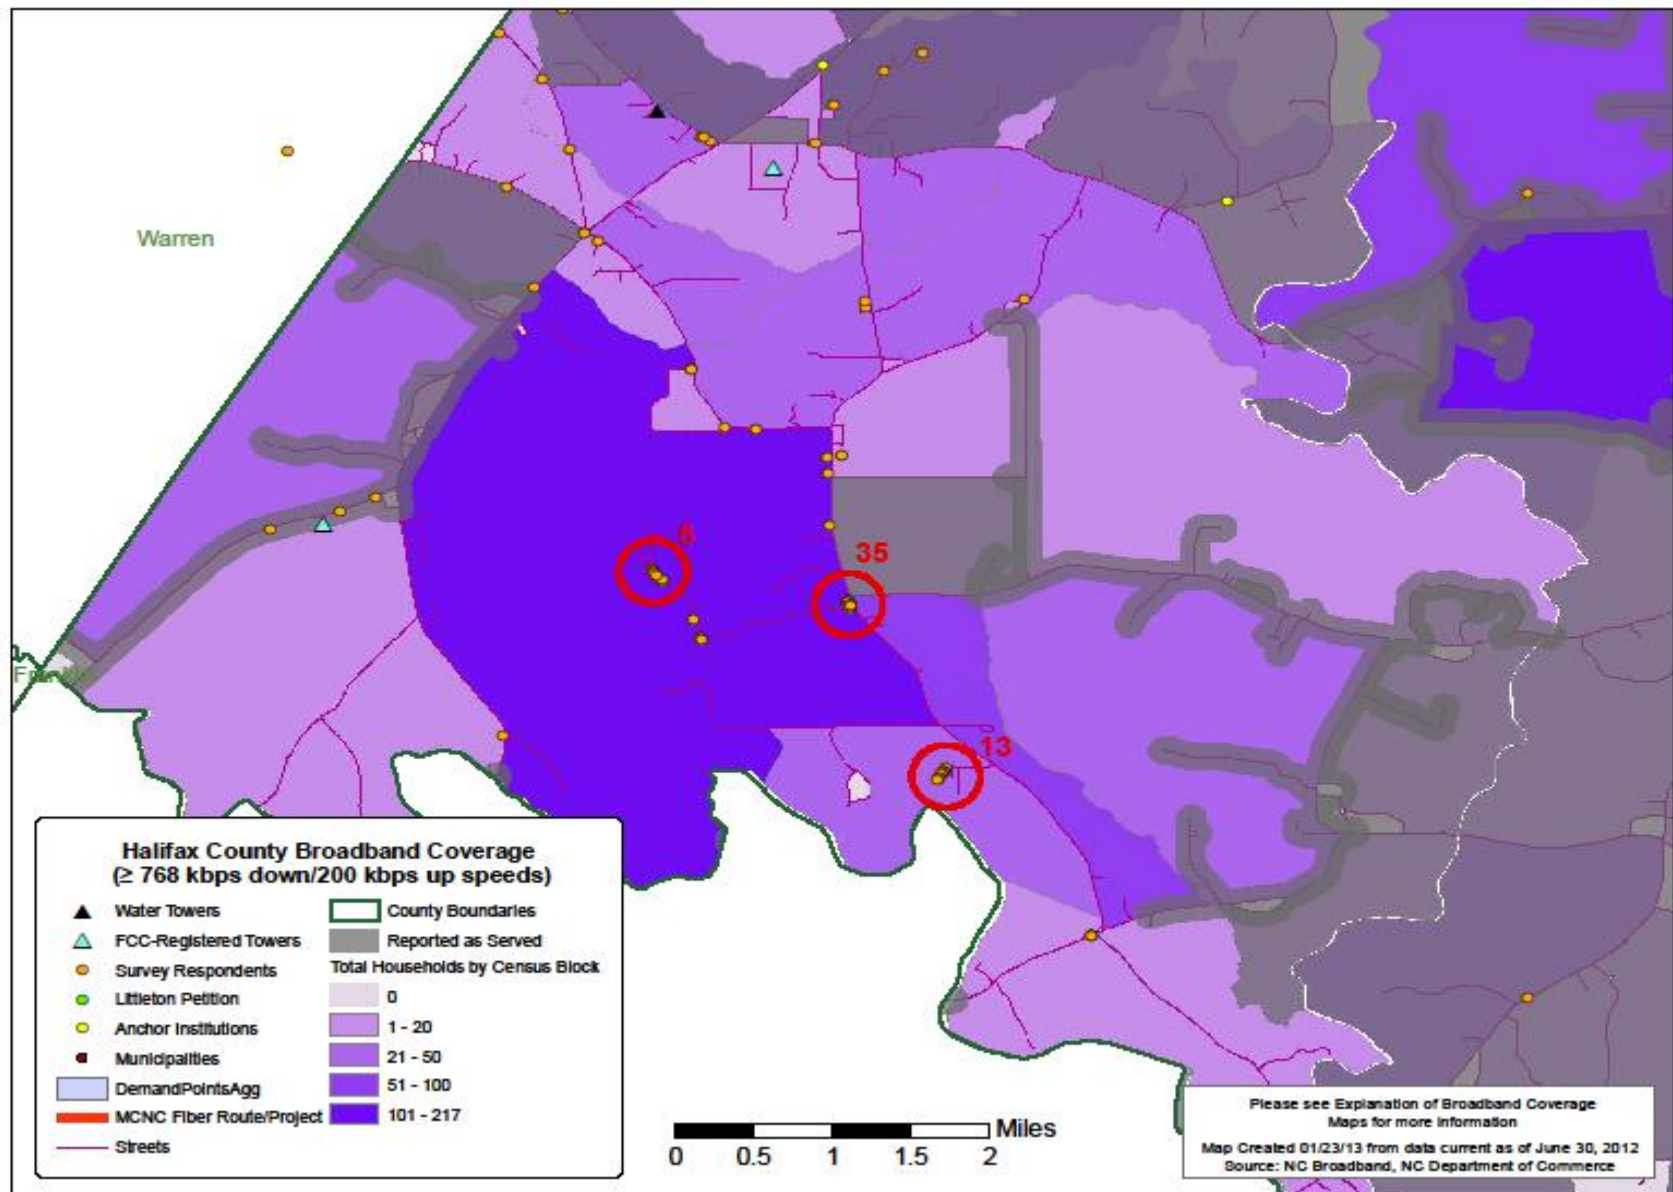 Warren
6
35
13
Halifax County Broadband Coverage
(≥ 768 kbps down/200 kbps up speeds)
Water Towers
FCC-Registered Towers
Survey Respondents
Littleton Petition
Anchor Institutions
Municipalities
DemandPointsAgg
MCNC Fiber Route/Project
Streets
County Boundaries
Reported as Served
Total Households by Census Block
0
1 - 20
21 - 50
51 - 100
101 - 217
Miles
0 0.5 1 1.5 2
Please see Explanation of Broadband Coverage
Maps for more Information
Map Created 01/23/13 from data current as of June 30, 2012
Source: NC Broadband, NC Department of Commerce